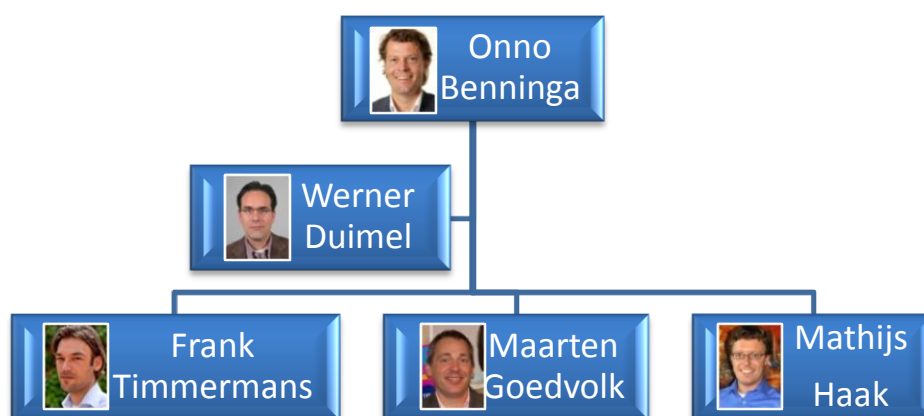 Onno
Benninga
Werner
Duimel
Frank
Timmermans
Maarten
Goedvolk
Mathijs
Haak